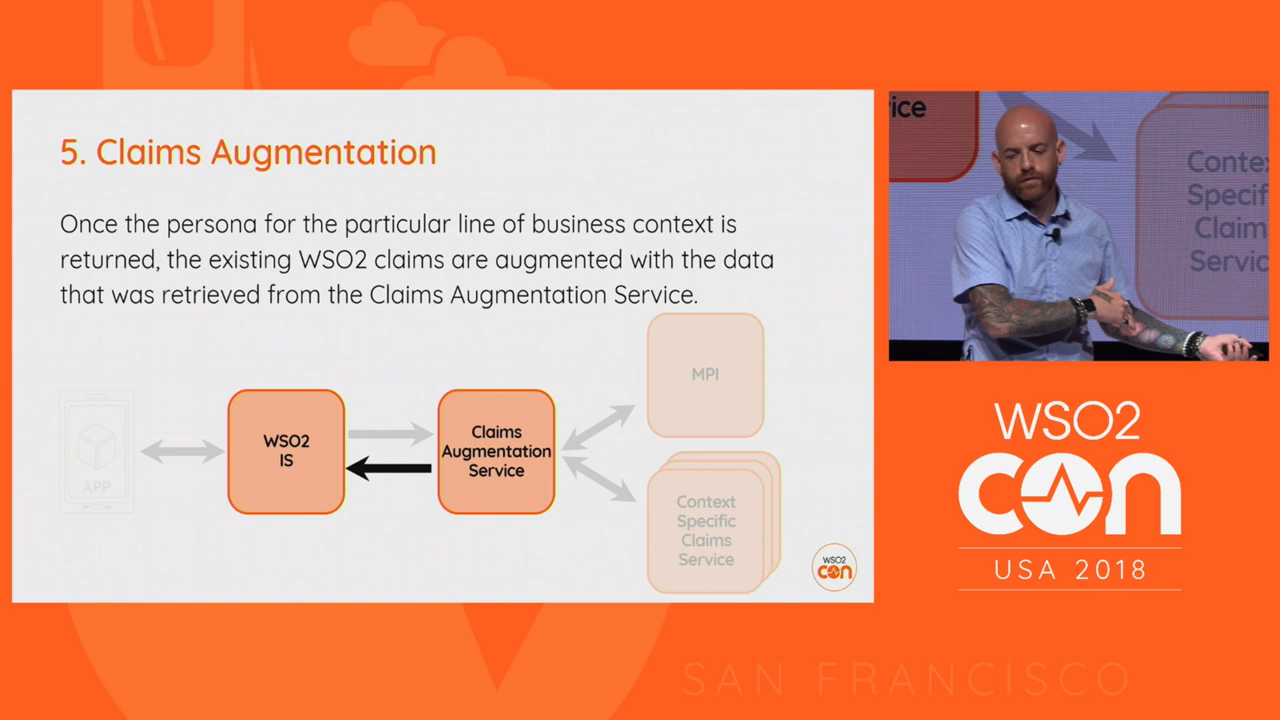 5. Claims Augmentation
Once the persona for the particular line of business context is
returned, the existing WSO2 claims are augmented with the data
that was retrieved from the Claims Augmentation Service.
APP
WSO2
IS
Claims
Augmentation
Service
MPI
Context
Specific
Claims
Service
WSO2
CON
ice
Conte
Specif
Claim
Servic
WSO2
CON
USA 2018
SAN FRANCISCO